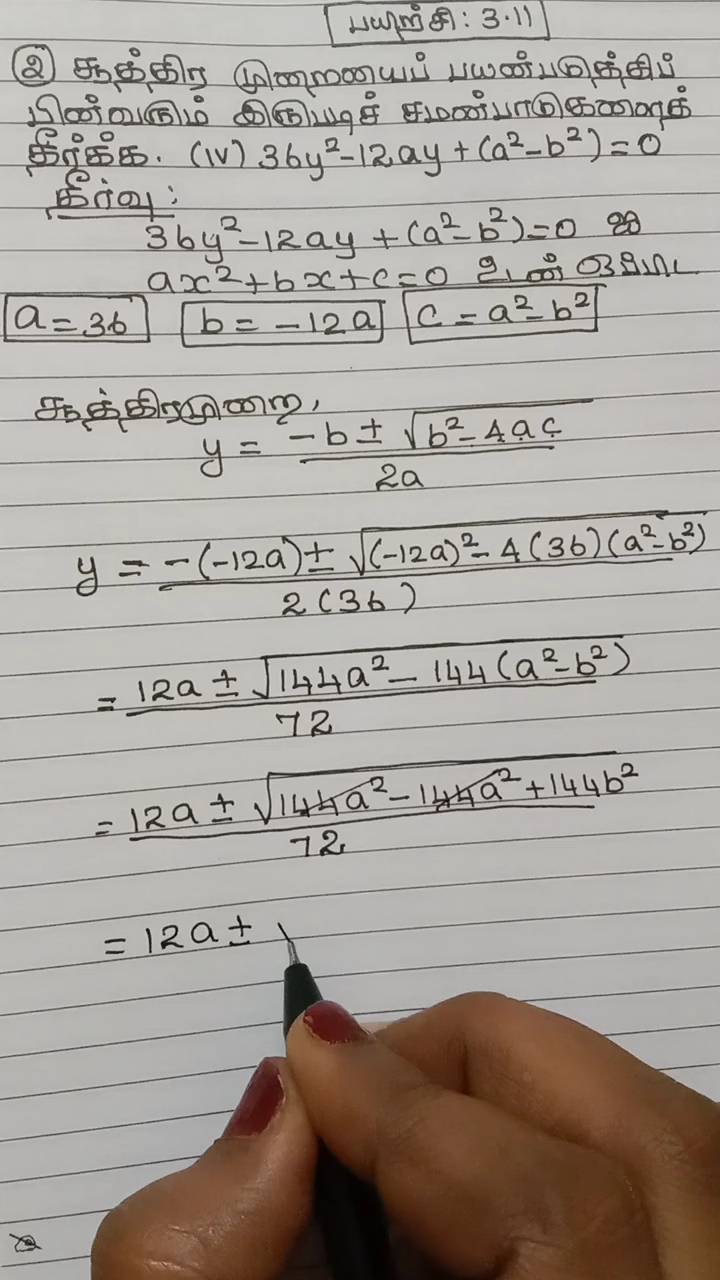 பயிற்சி : 3.11
② சூத்திர முறையைப் பயன்படுத்திப்
பின்வரும் இருபடிச் சமன்பாடுகளைத்
தீர்க்க. (iv) 36y² - 12ay + (a² - b²) = 0
தீர்வு :
36y² - 12ay + (a² - b²) = 0 ஐ
ax² + bx + c = 0 உடன் ஒப்பிட
a = 36 b = -12a c = a² - b²
சூத்திரமுறை,
y = (-b ± √(b² - 4ac)) / 2a
y = (-(-12a) ± √((-12a)² - 4(36)(a² - b²))) / 2(36)
= (12a ± √(144a² - 144(a² - b²))) / 72
= (12a ± √(144a² - 144a² + 144b²)) / 72
= 12a ±